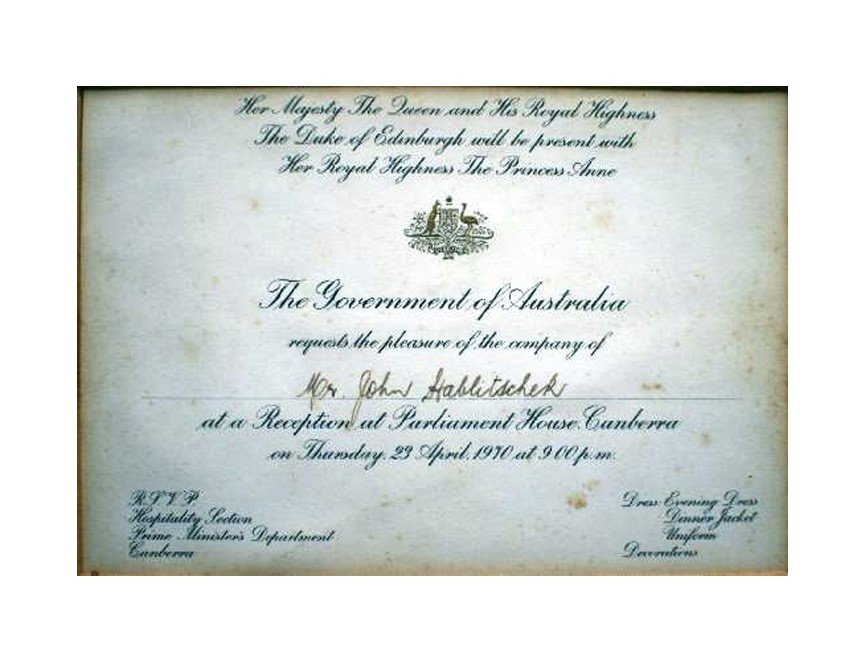 Her Majesty The Queen and His Royal Highness
The Duke of Edinburgh will be present with
Her Royal Highness The Princess Anne
The Government of Australia
requests the pleasure of the company of
Mr. John Hablitschek
at a Reception at Parliament House, Canberra
on Thursday, 23 April, 1970 at 9.00 p.m.
R.S.V.P.
Hospitality Section
Prime Minister's Department
Canberra
Dress Evening Dress
Dinner Jacket
Uniform
Decorations